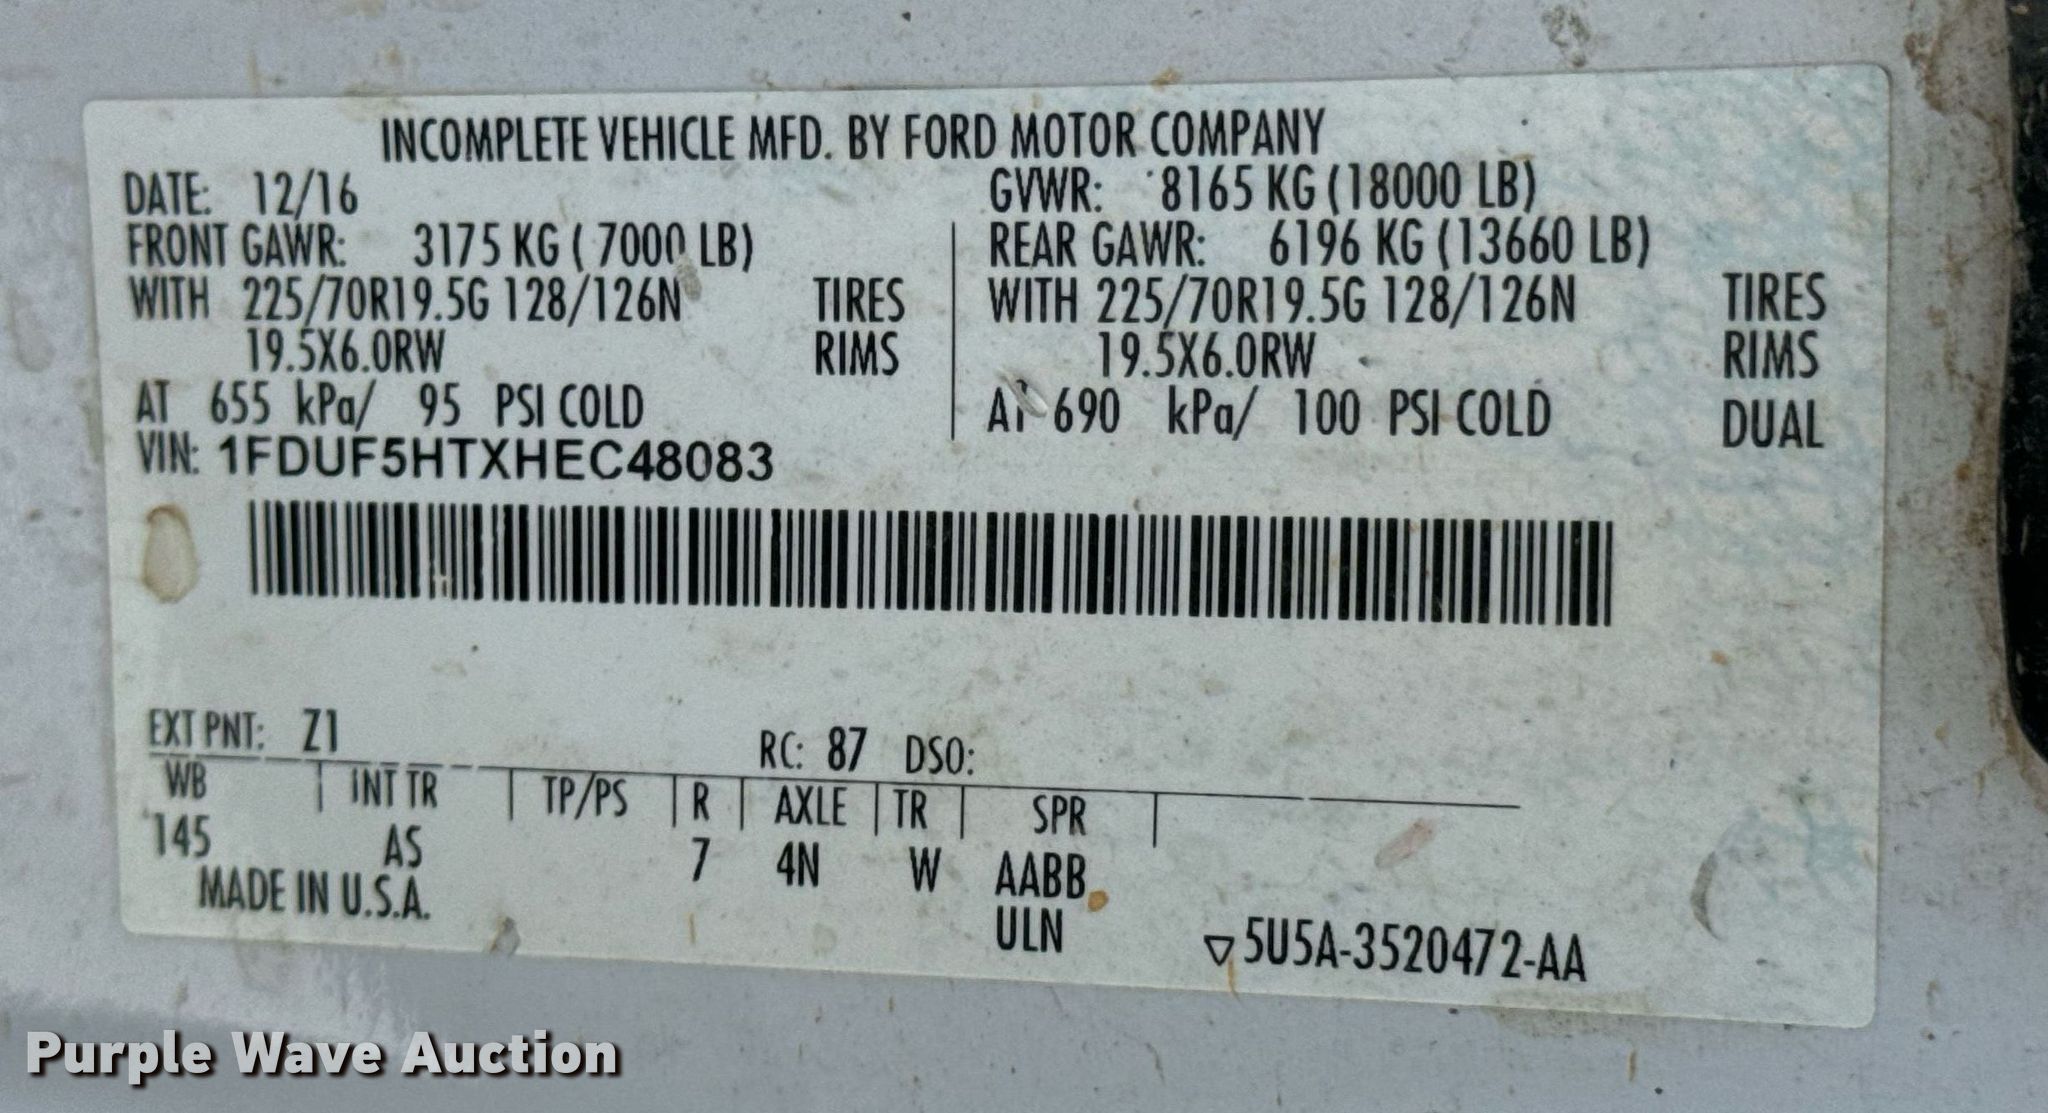 INCOMPLETE VEHICLE MFD. BY FORD MOTOR COMPANY
DATE: 12/16 GVWR: 8165 KG (18000 LB)
FRONT GAWR: 3175 KG ( 7000 LB) REAR GAWR: 6196 KG (13660 LB)
WITH 225/70R19.5G 128/126N TIRES WITH 225/70R19.5G 128/126N TIRES
19.5X6.0RW RIMS 19.5X6.0RW RIMS
AT 655 kPa/ 95 PSI COLD AT 690 kPa/ 100 PSI COLD DUAL
VIN: 1FDUF5HTXHEC48083
EXT PNT: Z1 RC: 87 DSO:
WB INT TR TP/PS R AXLE TR SPR
145 AS 7 4N W AABB
MADE IN U.S.A. ULN
▽5U5A-3520472-AA
Purple Wave Auction